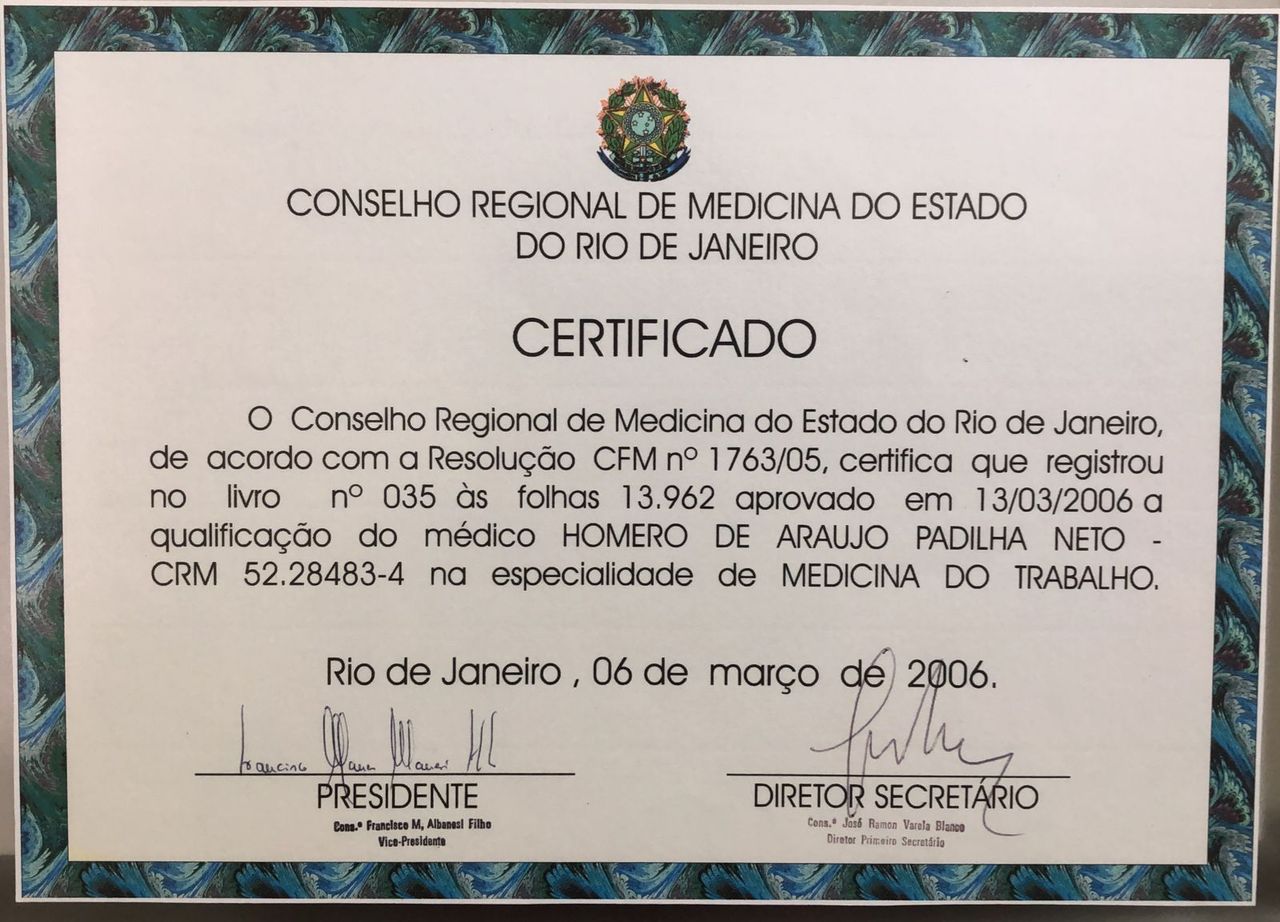 CONSELHO REGIONAL DE MEDICINA DO ESTADO
DO RIO DE JANEIRO
CERTIFICADO
O Conselho Regional de Medicina do Estado do Rio de Janeiro,
de acordo com a Resolução CFM nº 1763/05, certifica que registrou
no livro nº 035 às folhas 13.962 aprovado em 13/03/2006 a
qualificação do médico HOMERO DE ARAUJO PADILHA NETO -
CRM 52.28483-4 na especialidade de MEDICINA DO TRABALHO.
Rio de Janeiro , 06 de março de 2006.
Francisco
PRESIDENTE
Cons.º Francisco M, Albanesi Filho
Vice-Presidente
DIRETOR SECRETÁRIO
Cons.º José Ramon Varela Blanco
Diretor Primeiro Secretário